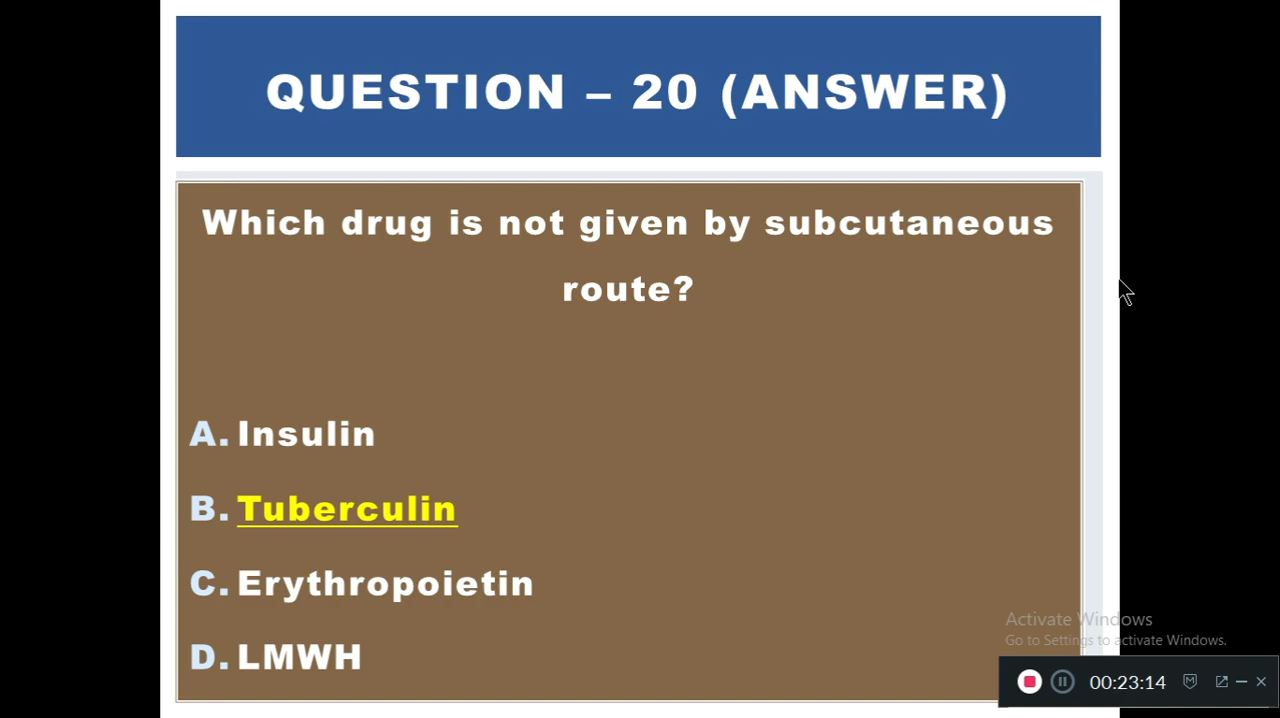 QUESTION – 20 (ANSWER)
Which drug is not given by subcutaneous
route?
A. Insulin
B. Tuberculin
C. Erythropoietin
D. LMWH
Activate Windows
Go to Settings to activate Windows.
00:23:14